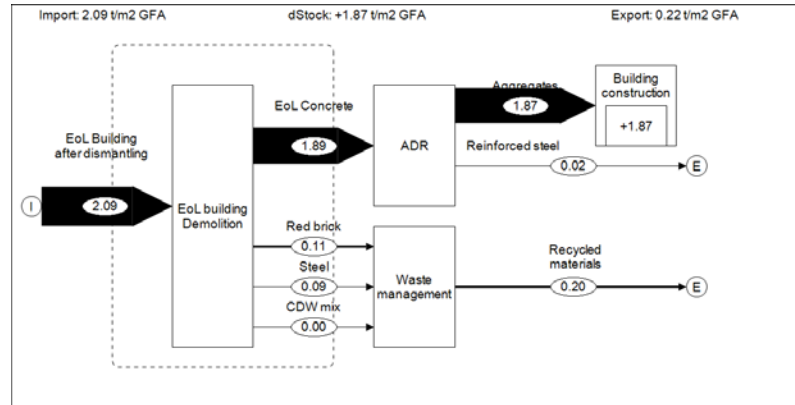 Import: 2.09 t/m2 GFA
dStock: +1.87 t/m2 GFA
Export: 0.22 t/m2 GFA
EoL Building
after dismantling
I
2.09
EoL building
Demolition
EoL Concrete
1.89
ADR
Aggregates
1.87
Building
construction
+1.87
Reinforced steel
0.02
E
Red brick
0.11
Steel
0.09
CDW mix
0.00
Waste
management
Recycled
materials
0.20
E